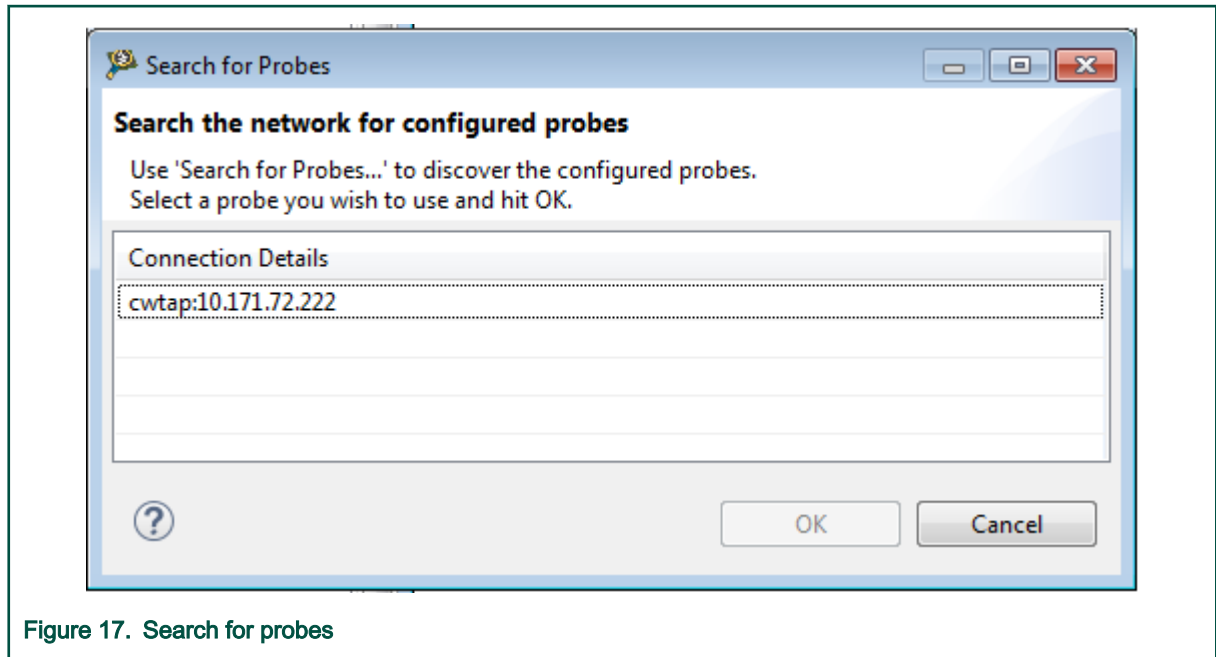 Search for Probes
Search the network for configured probes
Use 'Search for Probes...' to discover the configured probes.
Select a probe you wish to use and hit OK.
Connection Details
cwtap:10.171.72.222
?
OK Cancel
Figure 17. Search for probes